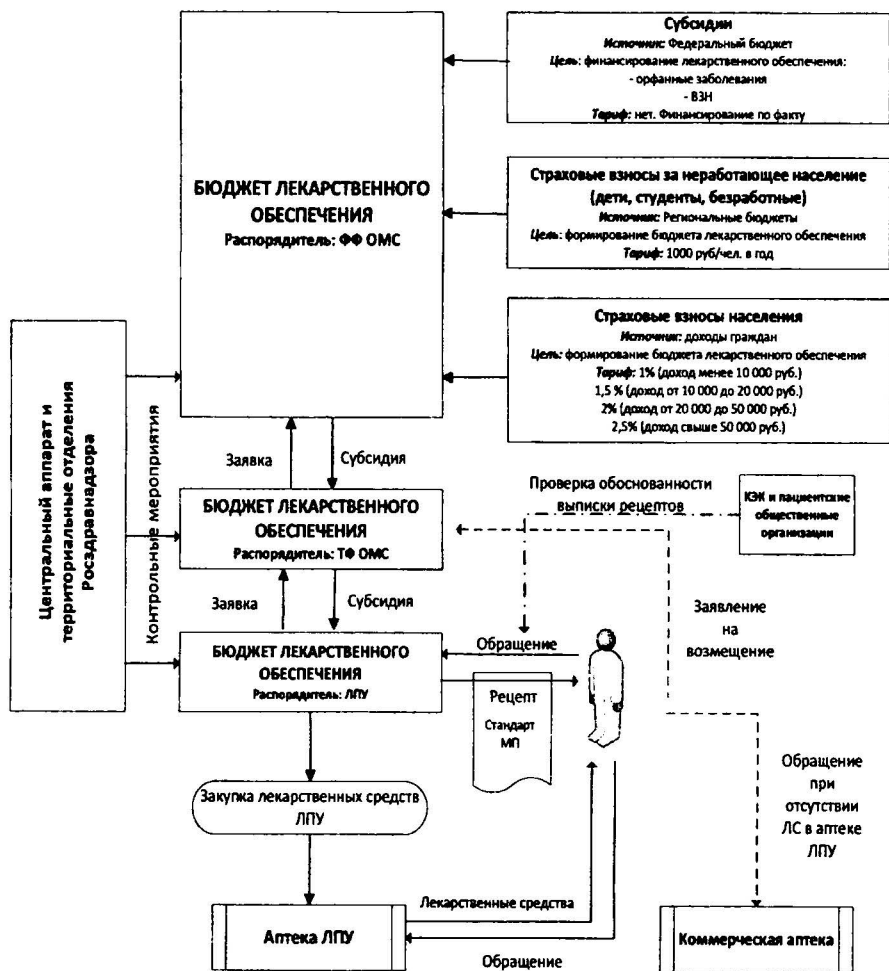 Субсидии
Источник: Федеральный бюджет
Цель: финансирование лекарственного обеспечения:
- орфанные заболевания
- ВЗН
Тариф: нет. Финансирование по факту
БЮДЖЕТ ЛЕКАРСТВЕННОГО
ОБЕСПЕЧЕНИЯ
Распорядитель: ФФ ОМС
Страховые взносы за неработающее население
(дети, студенты, безработные)
Источник: Региональные бюджеты
Цель: формирование бюджета лекарственного обеспечения
Тариф: 1000 руб/чел. в год
Страховые взносы населения
Источник: доходы граждан
Цель: формирование бюджета лекарственного обеспечения
Тариф: 1% (доход менее 10 000 руб.)
1,5 % (доход от 10 000 до 20 000 руб.)
2% (доход от 20 000 до 50 000 руб.)
2,5% (доход свыше 50 000 руб.)
Центральный аппарат и
территориальные отделения
Росздравнадзора
Контрольные мероприятия
Заявка
Субсидия
Проверка обоснованности
выписки рецептов
КЭК и пациентские
общественные
организации
БЮДЖЕТ ЛЕКАРСТВЕННОГО
ОБЕСПЕЧЕНИЯ
Распорядитель: ТФ ОМС
Заявка
Субсидия
Заявление
на
возмещение
БЮДЖЕТ ЛЕКАРСТВЕННОГО
ОБЕСПЕЧЕНИЯ
Распорядитель: ЛПУ
Обращение
Рецепт
Стандарт
МП
Закупка лекарственных средств
ЛПУ
Обращение
при
отсутствии
ЛС в аптеке
ЛПУ
Лекарственные средства
Аптека ЛПУ
Обращение
Коммерческая аптека